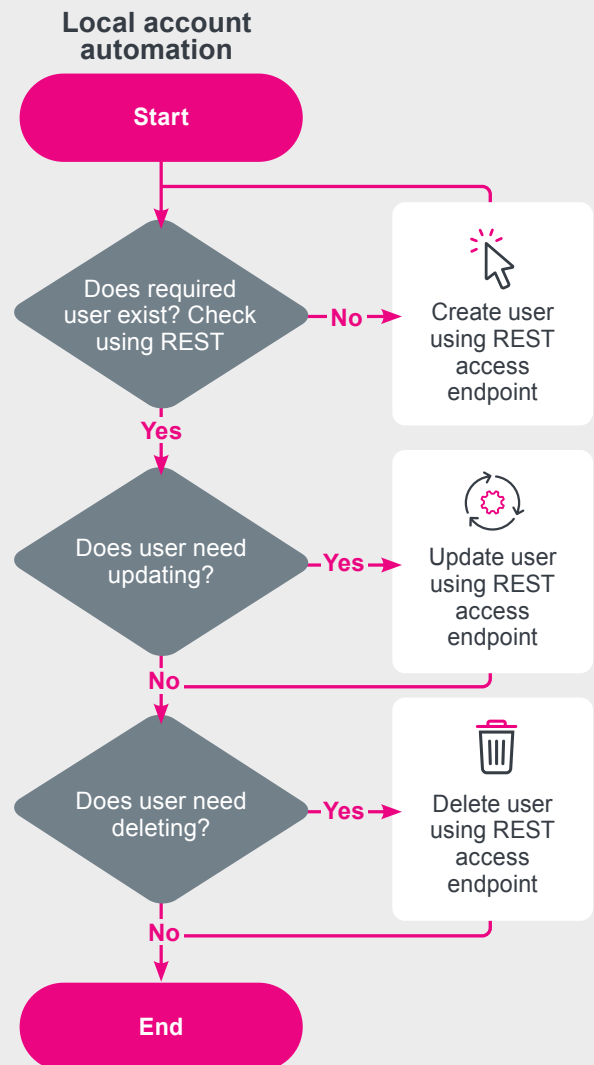 Local account
automation
Start
Does required
user exist? Check
using REST
No
Create user
using REST
access
endpoint
Yes
Does user need
updating?
Yes
Update user
using REST
access
endpoint
No
Does user need
deleting?
Yes
Delete user
using REST
access
endpoint
No
End